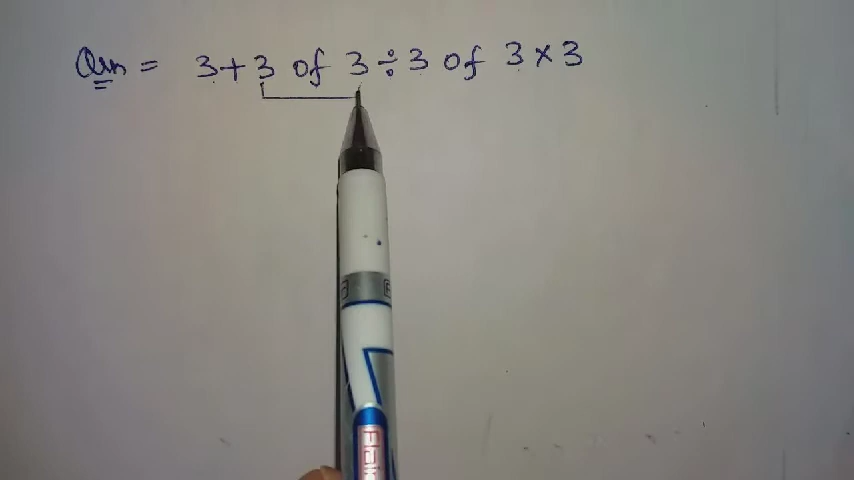 Qun = 3 + 3 of 3 ÷ 3 of 3 × 3